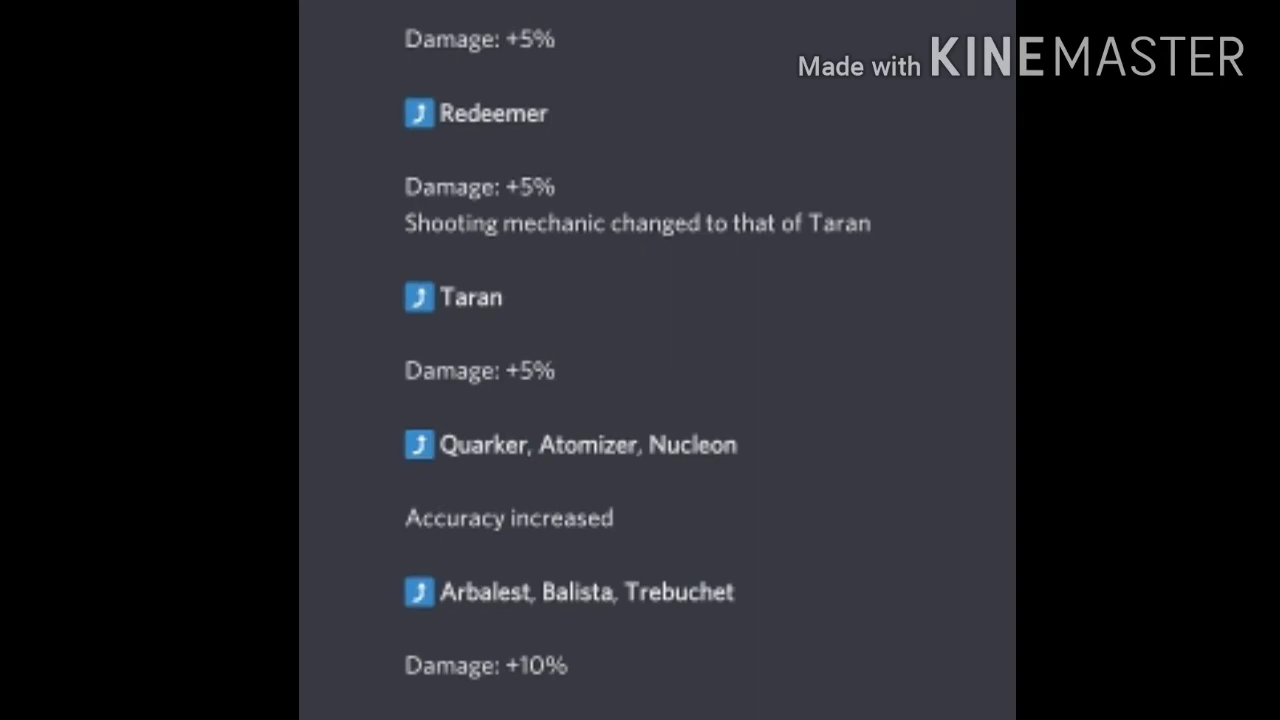 Damage: +5%
Made with KINEMASTER
Redeemer
Damage: +5%
Shooting mechanic changed to that of Taran
Taran
Damage: +5%
Quarker, Atomizer, Nucleon
Accuracy increased
Arbalest, Balista, Trebuchet
Damage: +10%